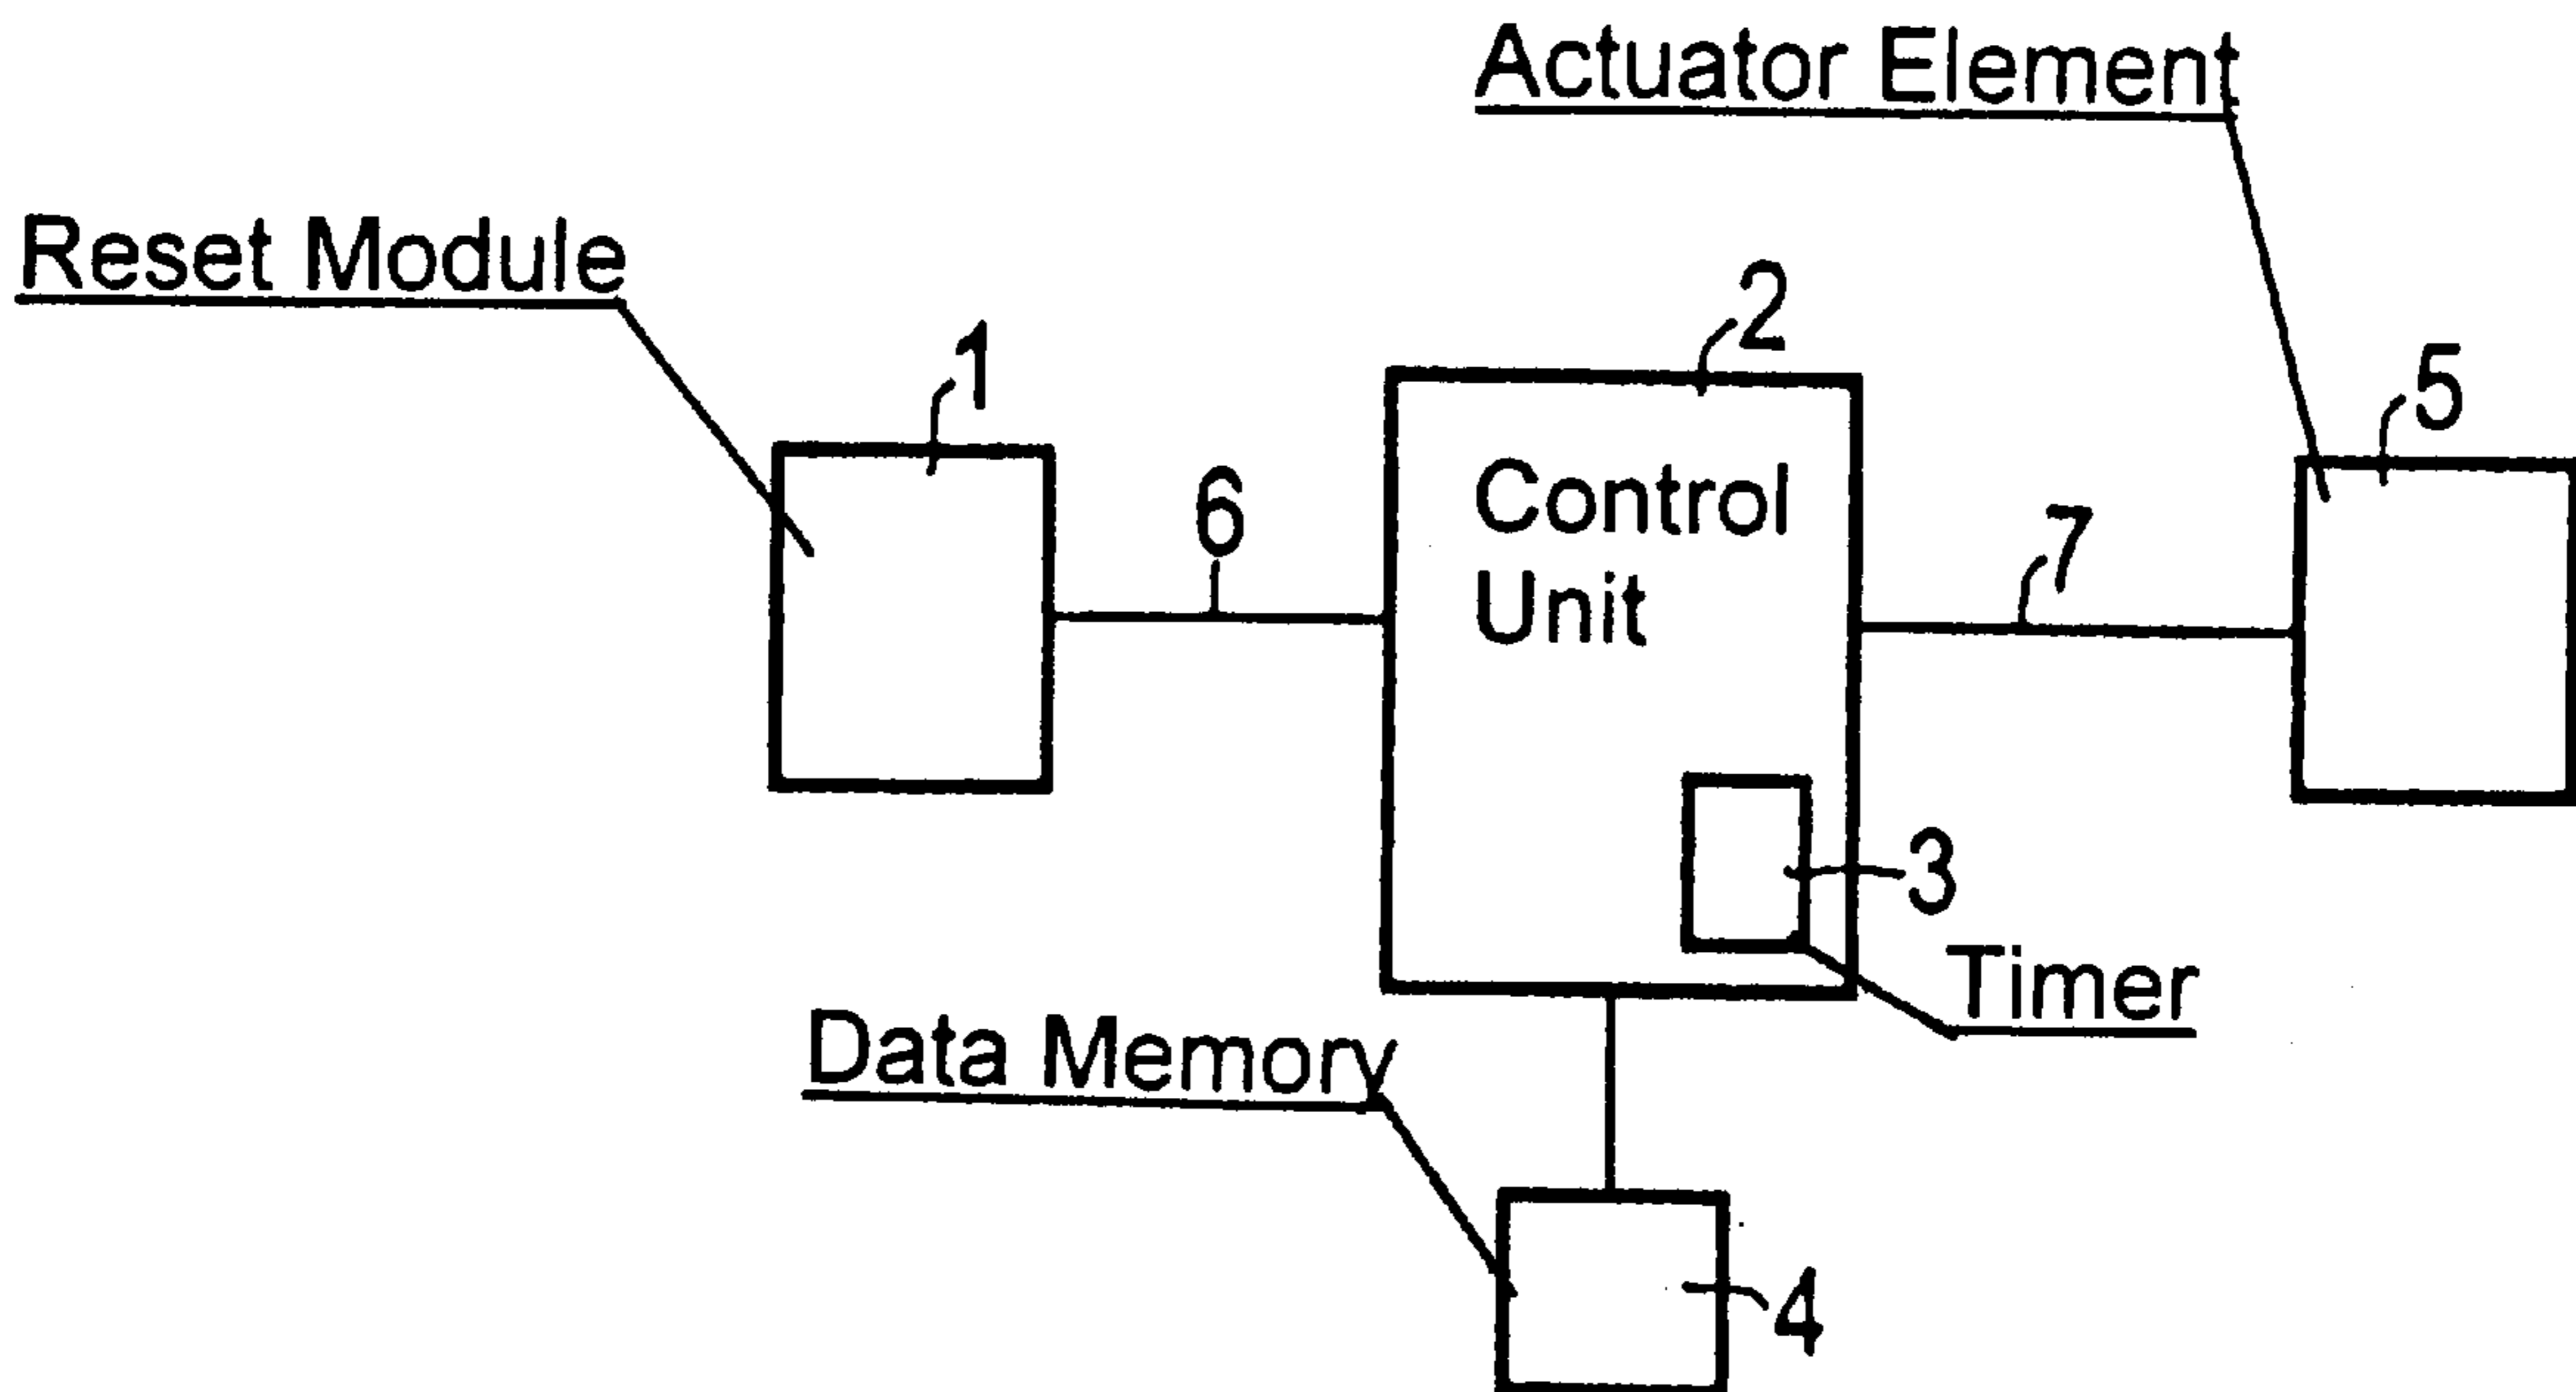 Actuator Element
Reset Module
2
1
5
Control
Unit
6
7
3
Timer
Data Memory
4